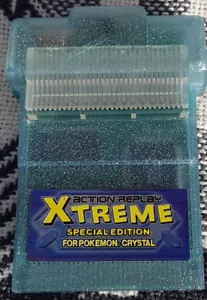 ACTION REPLAY
XTREME
SPECIAL EDITION
FOR POKEMON CRYSTAL